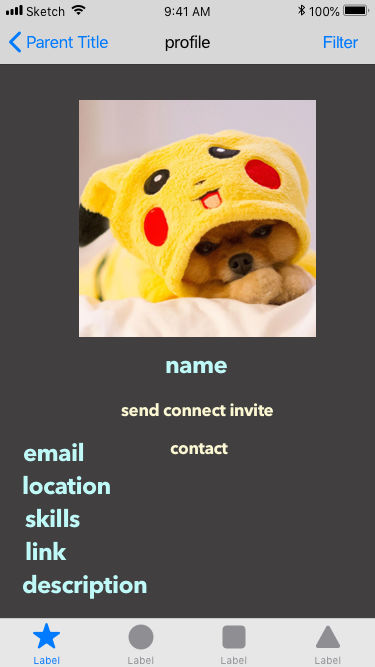 Sketch 9:41 AM 100%
Parent Title profile Filter
name
send connect invite
contact
email
location
skills
link
description
Label Label Label Label